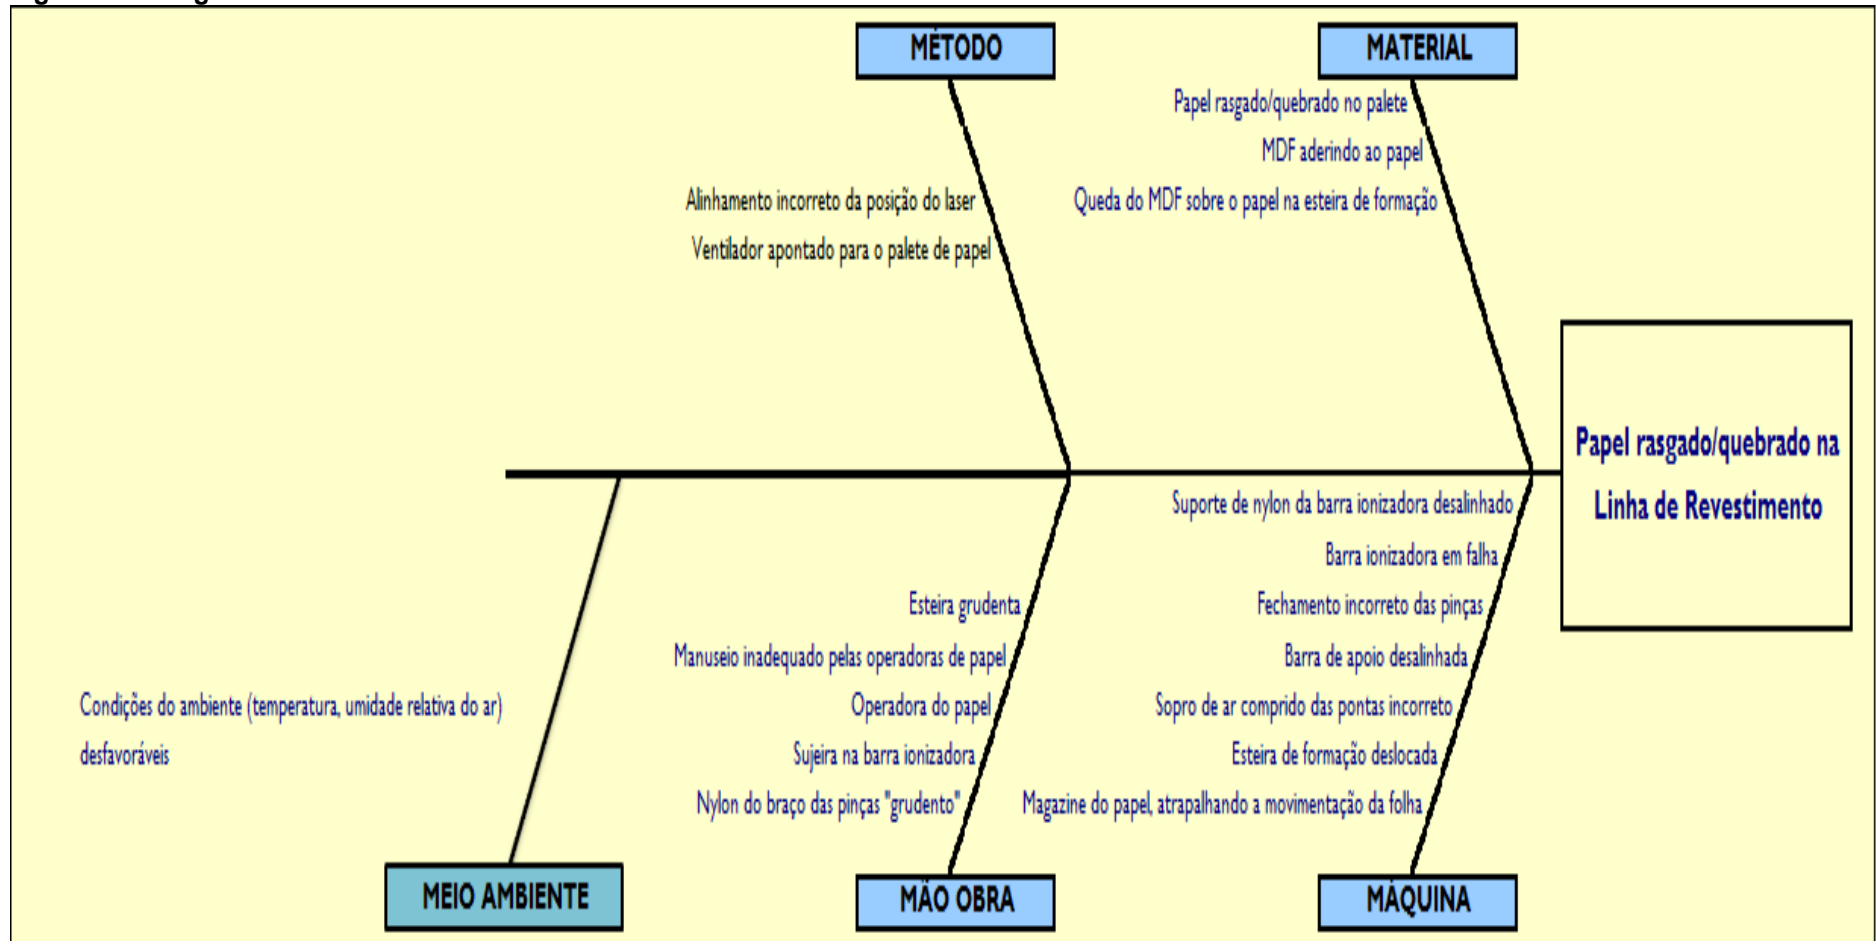 MÉTODO
MATERIAL
Papel rasgado/quebrado no palete
MDF aderindo ao papel
Alinhamento incorreto da posição do laser
Queda do MDF sobre o papel na esteira de formação
Ventilador apontado para o palete de papel
Papel rasgado/quebrado na
Linha de Revestimento
Suporte de nylon da barra ionizadora desalinhado
Barra ionizadora em falha
Esteira grudenta
Fechamento incorreto das pinças
Manuseio inadequado pelas operadoras de papel
Barra de apoio desalinhada
Condições do ambiente (temperatura, umidade relativa do ar)
desfavoráveis
Operadora do papel
Sopro de ar comprido das pontas incorreto
Sujeira na barra ionizadora
Esteira de formação deslocada
Nylon do braço das pinças "grudento"
Magazine do papel, atrapalhando a movimentação da folha
MEIO AMBIENTE
MÃO OBRA
MÁQUINA